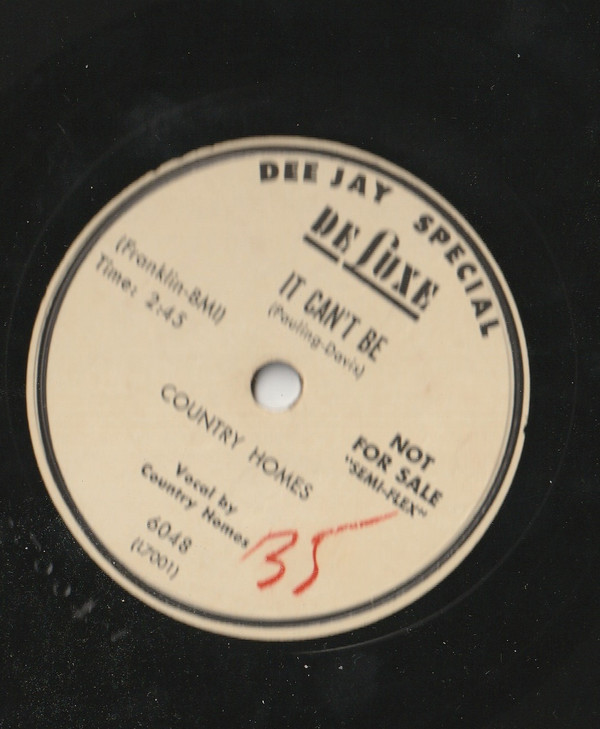 DEE JAY SPECIAL
DE LUXE
IT CAN'T BE
(Pauling-Davis)
(Franklin-BMI)
Time: 2:45
COUNTRY HOMES
NOT
FOR SALE
"SEMI-FLEX"
Vocal by
Country Homes
6048
(L7001)
35